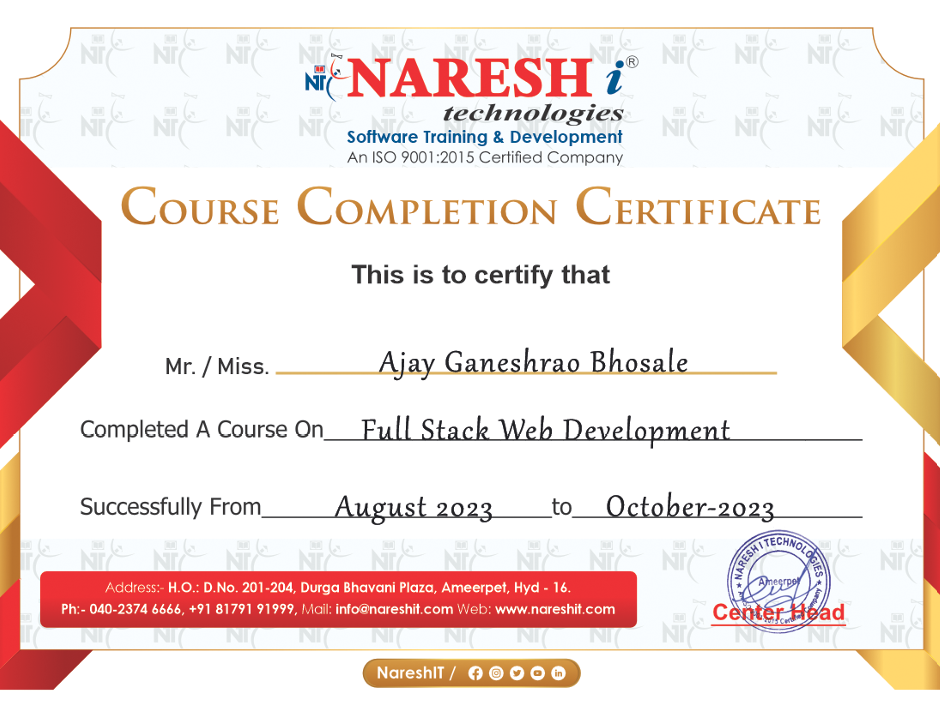 NARESH i ®
technologies
Software Training & Development
An ISO 9001:2015 Certified Company
COURSE COMPLETION CERTIFICATE
This is to certify that
Mr. / Miss. Ajay Ganeshrao Bhosale
Completed A Course On Full Stack Web Development
Successfully From August 2023 to October-2023
Address:- H.O.: D.No. 201-204, Durga Bhavani Plaza, Ameerpet, Hyd - 16.
Ph:- 040-2374 6666, +91 81791 91999, Mail: info@nareshit.com Web: www.nareshit.com
NARESH I TECHNOLOGIES
Ameerpet
Center Head
NareshIT /